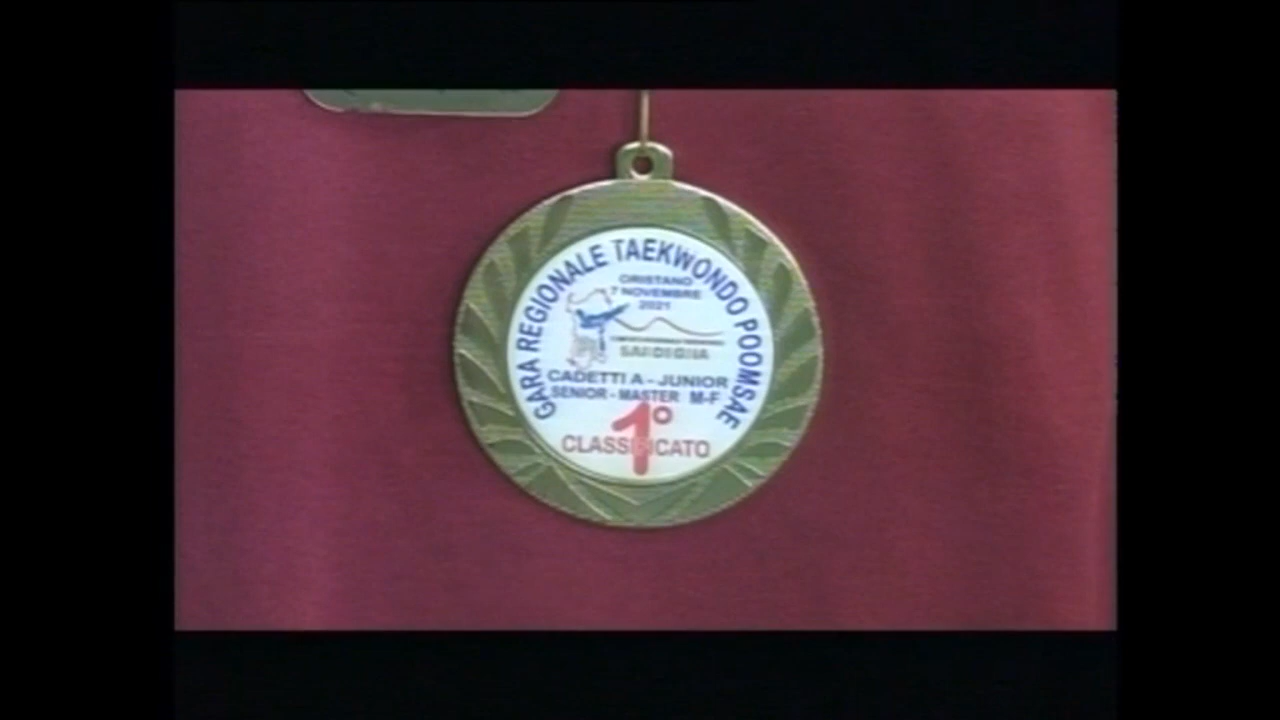 GARA REGIONALE TAEKWONDO POOMSAE
ORISTANO
7 NOVEMBRE
2021
SARDEGNA
CADETTI A - JUNIOR
SENIOR - MASTER M-F
1°
CLASSIFICATO